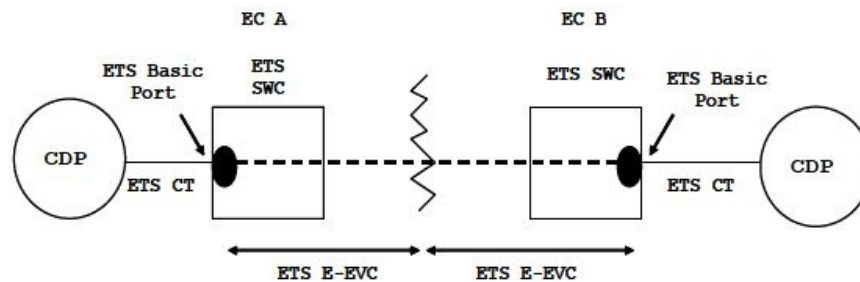 EC A
EC B
ETS Basic
Port
ETS
SWC
ETS SWC
ETS Basic
Port
CDP
ETS CT
ETS CT
CDP
ETS E-EVC
ETS E-EVC